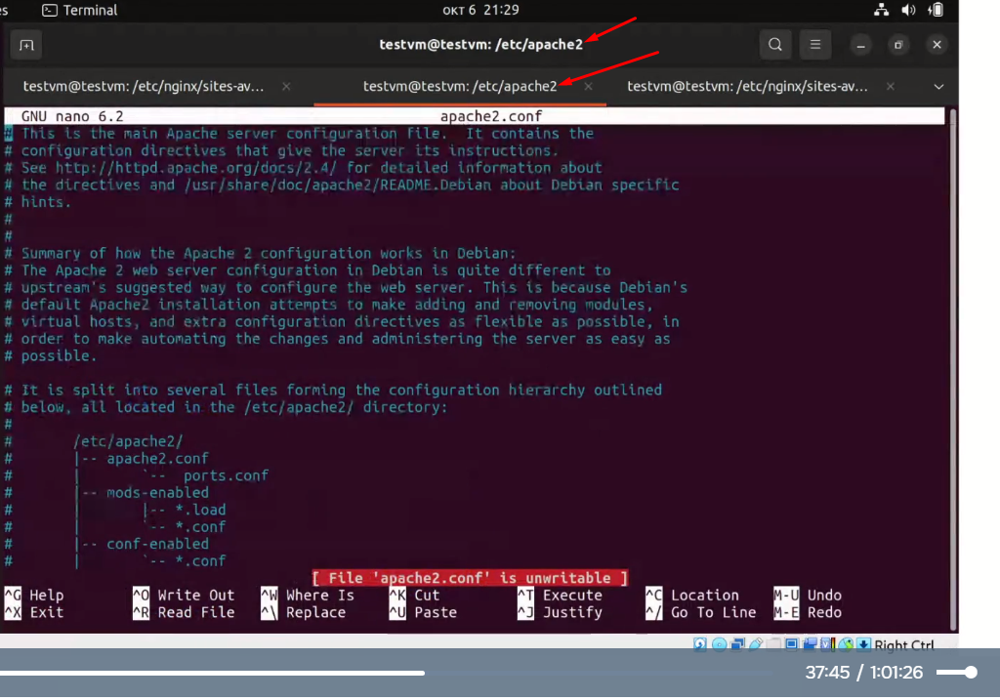 es Terminal окт 6 21:29
testvm@testvm: /etc/apache2
testvm@testvm: /etc/nginx/sites-av... × testvm@testvm: /etc/apache2 × testvm@testvm: /etc/nginx/sites-av... ×
GNU nano 6.2 apache2.conf
# This is the main Apache server configuration file.  It contains the
# configuration directives that give the server its instructions.
# See http://httpd.apache.org/docs/2.4/ for detailed information about
# the directives and /usr/share/doc/apache2/README.Debian about Debian specific
# hints.
#
#
# Summary of how the Apache 2 configuration works in Debian:
# The Apache 2 web server configuration in Debian is quite different to
# upstream's suggested way to configure the web server. This is because Debian's
# default Apache2 installation attempts to make adding and removing modules,
# virtual hosts, and extra configuration directives as flexible as possible, in
# order to make automating the changes and administering the server as easy as
# possible.

# It is split into several files forming the configuration hierarchy outlined
# below, all located in the /etc/apache2/ directory:
#
#       /etc/apache2/
#       |-- apache2.conf
#       |       `--  ports.conf
#       |-- mods-enabled
#       |       |-- *.load
#       |       `-- *.conf
#       |-- conf-enabled
#       |       `-- *.conf
[ File 'apache2.conf' is unwritable ]
^G Help ^O Write Out ^W Where Is ^K Cut ^T Execute ^C Location M-U Undo
^X Exit ^R Read File ^\ Replace ^U Paste ^J Justify ^/ Go To Line M-E Redo
Right Ctrl
37:45 / 1:01:26